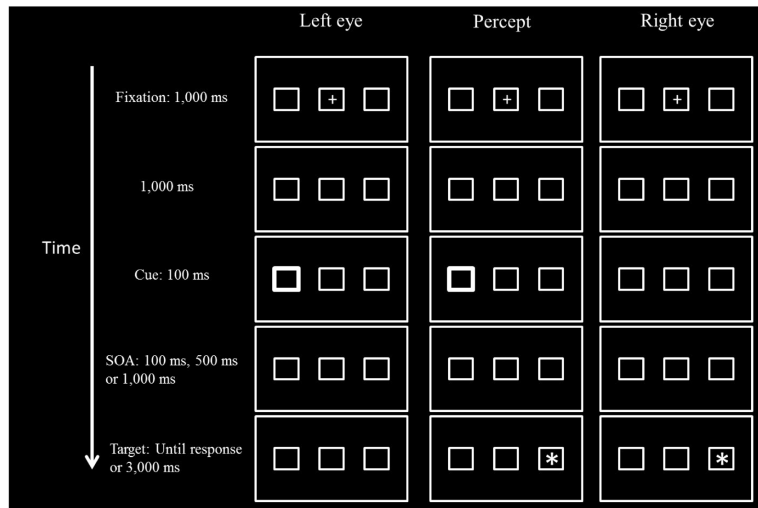 Left eye Percept Right eye
Fixation: 1,000 ms
+ + +
1,000 ms
Time
Cue: 100 ms
SOA: 100 ms, 500 ms
or 1,000 ms
Target: Until response
or 3,000 ms
* *